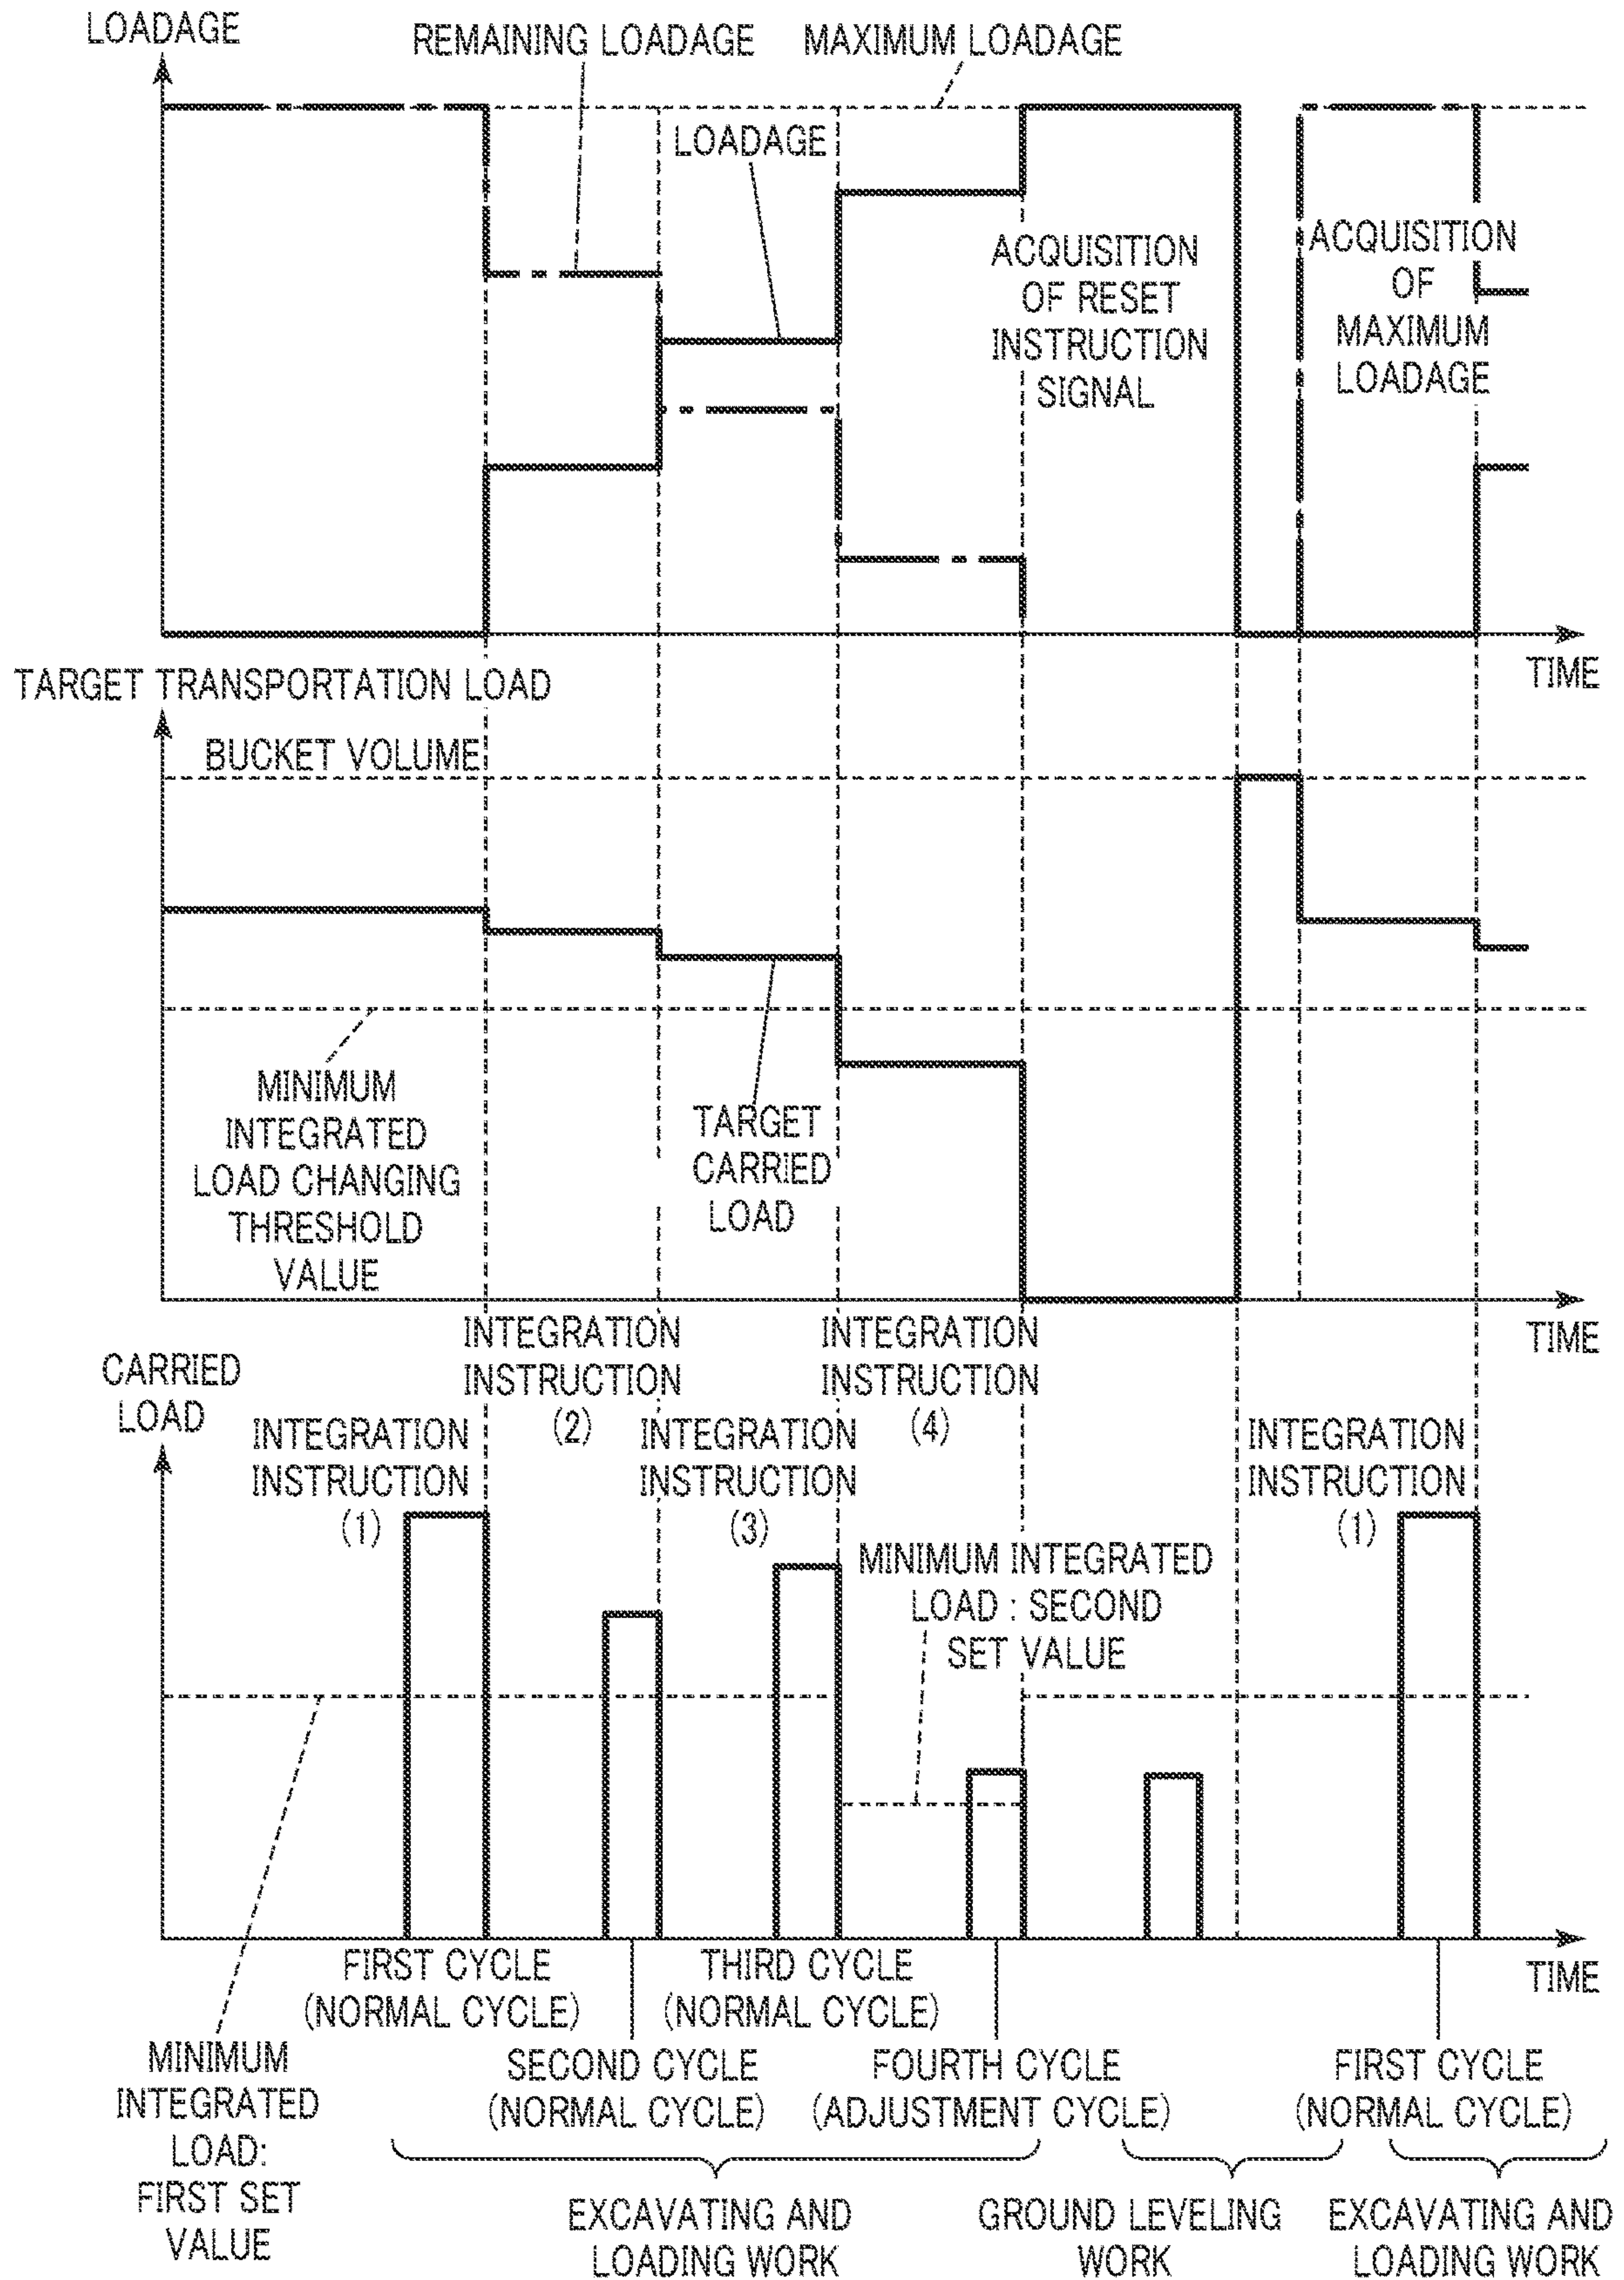 LOADAGE
REMAINING LOADAGE
MAXIMUM LOADAGE
LOADAGE
ACQUISITION
OF RESET
INSTRUCTION
SIGNAL
ACQUISITION
OF
MAXIMUM
LOADAGE
TIME
TARGET TRANSPORTATION LOAD
BUCKET VOLUME
MINIMUM
INTEGRATED
LOAD CHANGING
THRESHOLD
VALUE
TARGET
CARRIED
LOAD
TIME
CARRIED
LOAD
INTEGRATION
INSTRUCTION
(1)
INTEGRATION
INSTRUCTION
(2)
INTEGRATION
INSTRUCTION
(3)
INTEGRATION
INSTRUCTION
(4)
INTEGRATION
INSTRUCTION
(1)
MINIMUM INTEGRATED
LOAD : SECOND
SET VALUE
TIME
FIRST CYCLE
(NORMAL CYCLE)
THIRD CYCLE
(NORMAL CYCLE)
MINIMUM
INTEGRATED
LOAD:
FIRST SET
VALUE
SECOND CYCLE
(NORMAL CYCLE)
FOURTH CYCLE
(ADJUSTMENT CYCLE)
FIRST CYCLE
(NORMAL CYCLE)
EXCAVATING AND
LOADING WORK
GROUND LEVELING
WORK
EXCAVATING AND
LOADING WORK